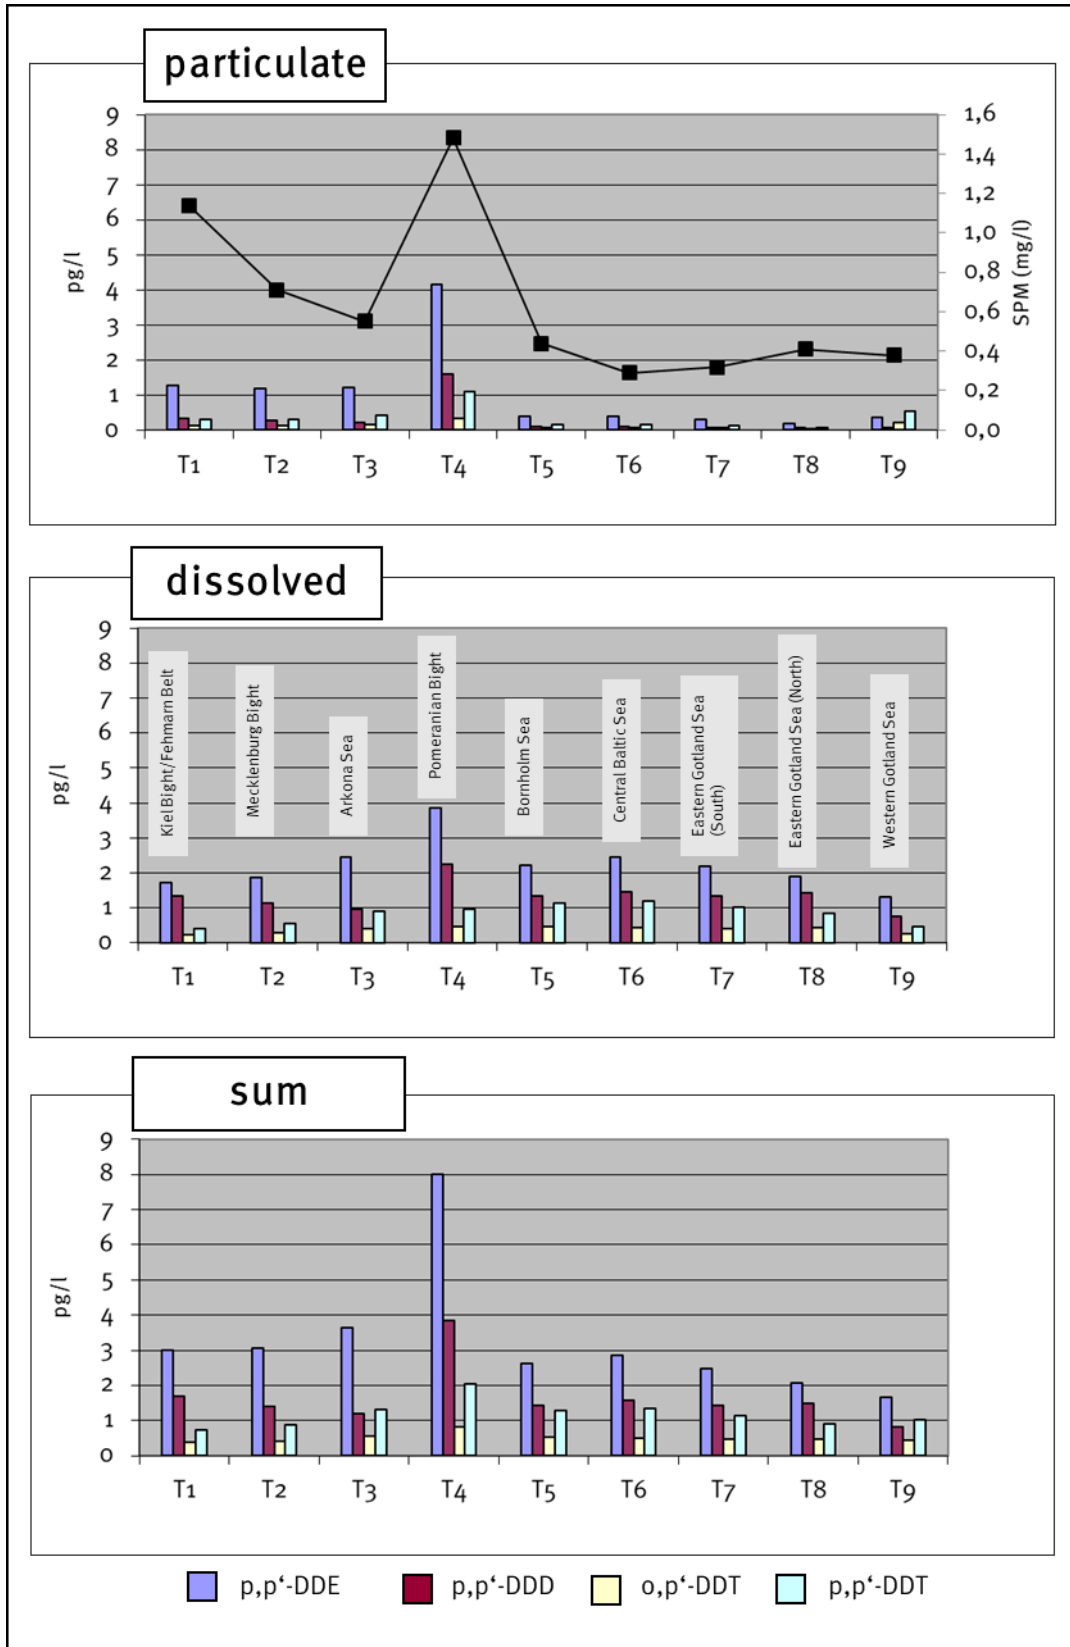 particulate
9
8
7
6
5
4
3
2
1
0
pg/l
1,6
1,4
1,2
1,0
0,8
0,6
0,4
0,2
0,0
SPM (mg/l)
T1 T2 T3 T4 T5 T6 T7 T8 T9
dissolved
9
8
7
6
5
4
3
2
1
0
pg/l
Kiel Bight/Fehmarn Belt
Mecklenburg Bight
Arkona Sea
Pomeranian Bight
Bornholm Sea
Central Baltic Sea
Eastern Gotland Sea
(South)
Eastern Gotland Sea (North)
Western Gotland Sea
T1 T2 T3 T4 T5 T6 T7 T8 T9
sum
9
8
7
6
5
4
3
2
1
0
pg/l
T1 T2 T3 T4 T5 T6 T7 T8 T9
p,p‘-DDE p,p‘-DDD o,p‘-DDT p,p‘-DDT